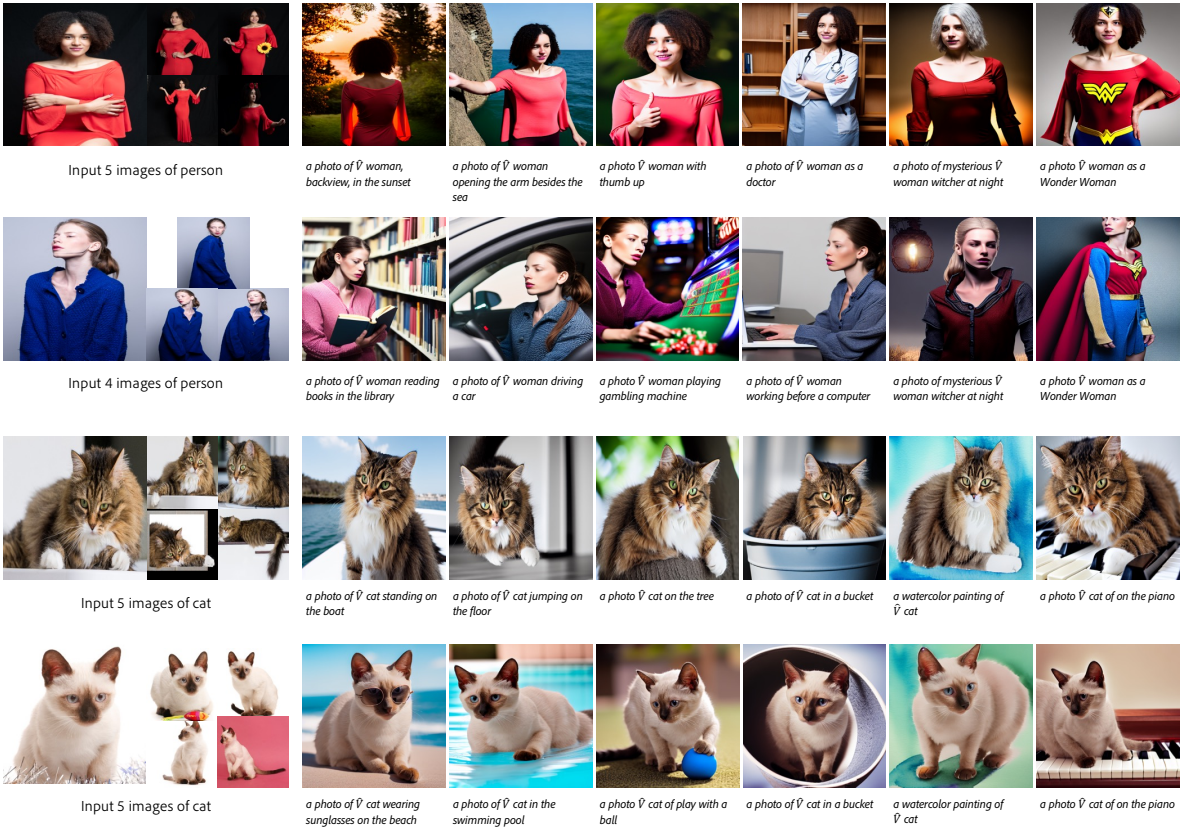 Input 5 images of person
a photo of V̂ woman,
backview, in the sunset
a photo of V̂ woman
opening the arm besides the
sea
a photo V̂ woman with
thumb up
a photo of V̂ woman as a
doctor
a photo of mysterious V̂
woman witcher at night
a photo V̂ woman as a
Wonder Woman
Input 4 images of person
a photo of V̂ woman reading
books in the library
a photo of V̂ woman driving
a car
a photo V̂ woman playing
gambling machine
a photo of V̂ woman
working before a computer
a photo of mysterious V̂
woman witcher at night
a photo V̂ woman as a
Wonder Woman
Input 5 images of cat
a photo of V̂ cat standing on
the boat
a photo of V̂ cat jumping on
the floor
a photo V̂ cat on the tree
a photo of V̂ cat in a bucket
a watercolor painting of
V̂ cat
a photo V̂ cat of on the piano
Input 5 images of cat
a photo of V̂ cat wearing
sunglasses on the beach
a photo of V̂ cat in the
swimming pool
a photo V̂ cat of play with a
ball
a photo of V̂ cat in a bucket
a watercolor painting of
V̂ cat
a photo V̂ cat of on the piano